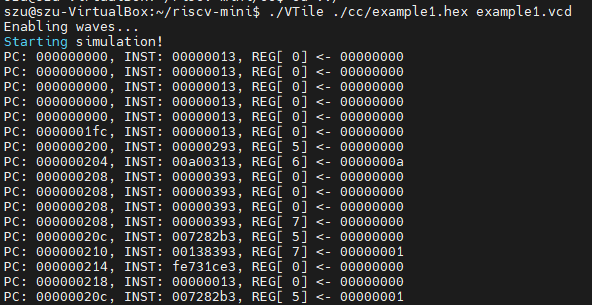 szu@szu-VirtualBox:~/riscv-mini$ ./VTile ./cc/example1.hex example1.vcd
Enabling waves...
Starting simulation!
PC: 000000000, INST: 00000013, REG[ 0] <- 00000000
PC: 000000000, INST: 00000013, REG[ 0] <- 00000000
PC: 000000000, INST: 00000013, REG[ 0] <- 00000000
PC: 000000000, INST: 00000013, REG[ 0] <- 00000000
PC: 000000000, INST: 00000013, REG[ 0] <- 00000000
PC: 0000001fc, INST: 00000013, REG[ 0] <- 00000000
PC: 000000200, INST: 00000293, REG[ 5] <- 00000000
PC: 000000204, INST: 00a00313, REG[ 6] <- 0000000a
PC: 000000208, INST: 00000393, REG[ 0] <- 00000000
PC: 000000208, INST: 00000393, REG[ 0] <- 00000000
PC: 000000208, INST: 00000393, REG[ 0] <- 00000000
PC: 000000208, INST: 00000393, REG[ 7] <- 00000000
PC: 00000020c, INST: 007282b3, REG[ 5] <- 00000000
PC: 000000210, INST: 00138393, REG[ 7] <- 00000001
PC: 000000214, INST: fe731ce3, REG[ 0] <- 00000000
PC: 000000218, INST: 00000013, REG[ 0] <- 00000000
PC: 00000020c, INST: 007282b3, REG[ 5] <- 00000001